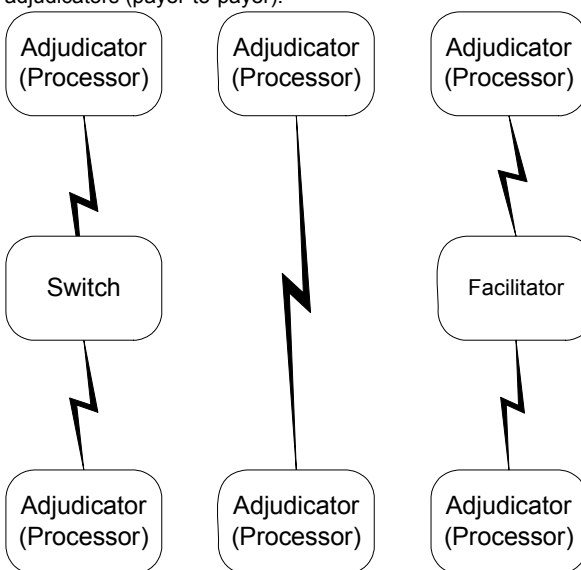 adjudicators (payer to payer).
Adjudicator
(Processor)
Adjudicator
(Processor)
Adjudicator
(Processor)
Switch
Facilitator
Adjudicator
(Processor)
Adjudicator
(Processor)
Adjudicator
(Processor)